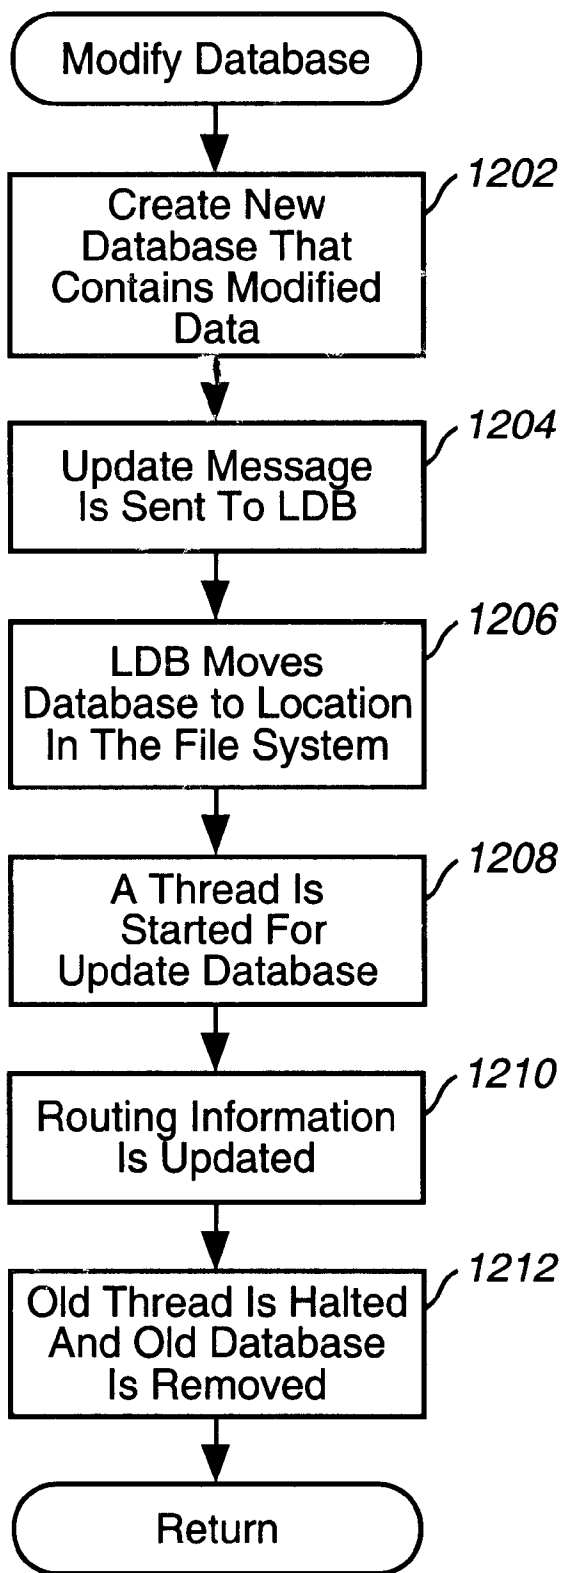 Modify Database
1202
Create New
Database That
Contains Modified
Data
1204
Update Message
Is Sent To LDB
1206
LDB Moves
Database to Location
In The File System
1208
A Thread Is
Started For
Update Database
1210
Routing Information
Is Updated
1212
Old Thread Is Halted
And Old Database
Is Removed
Return